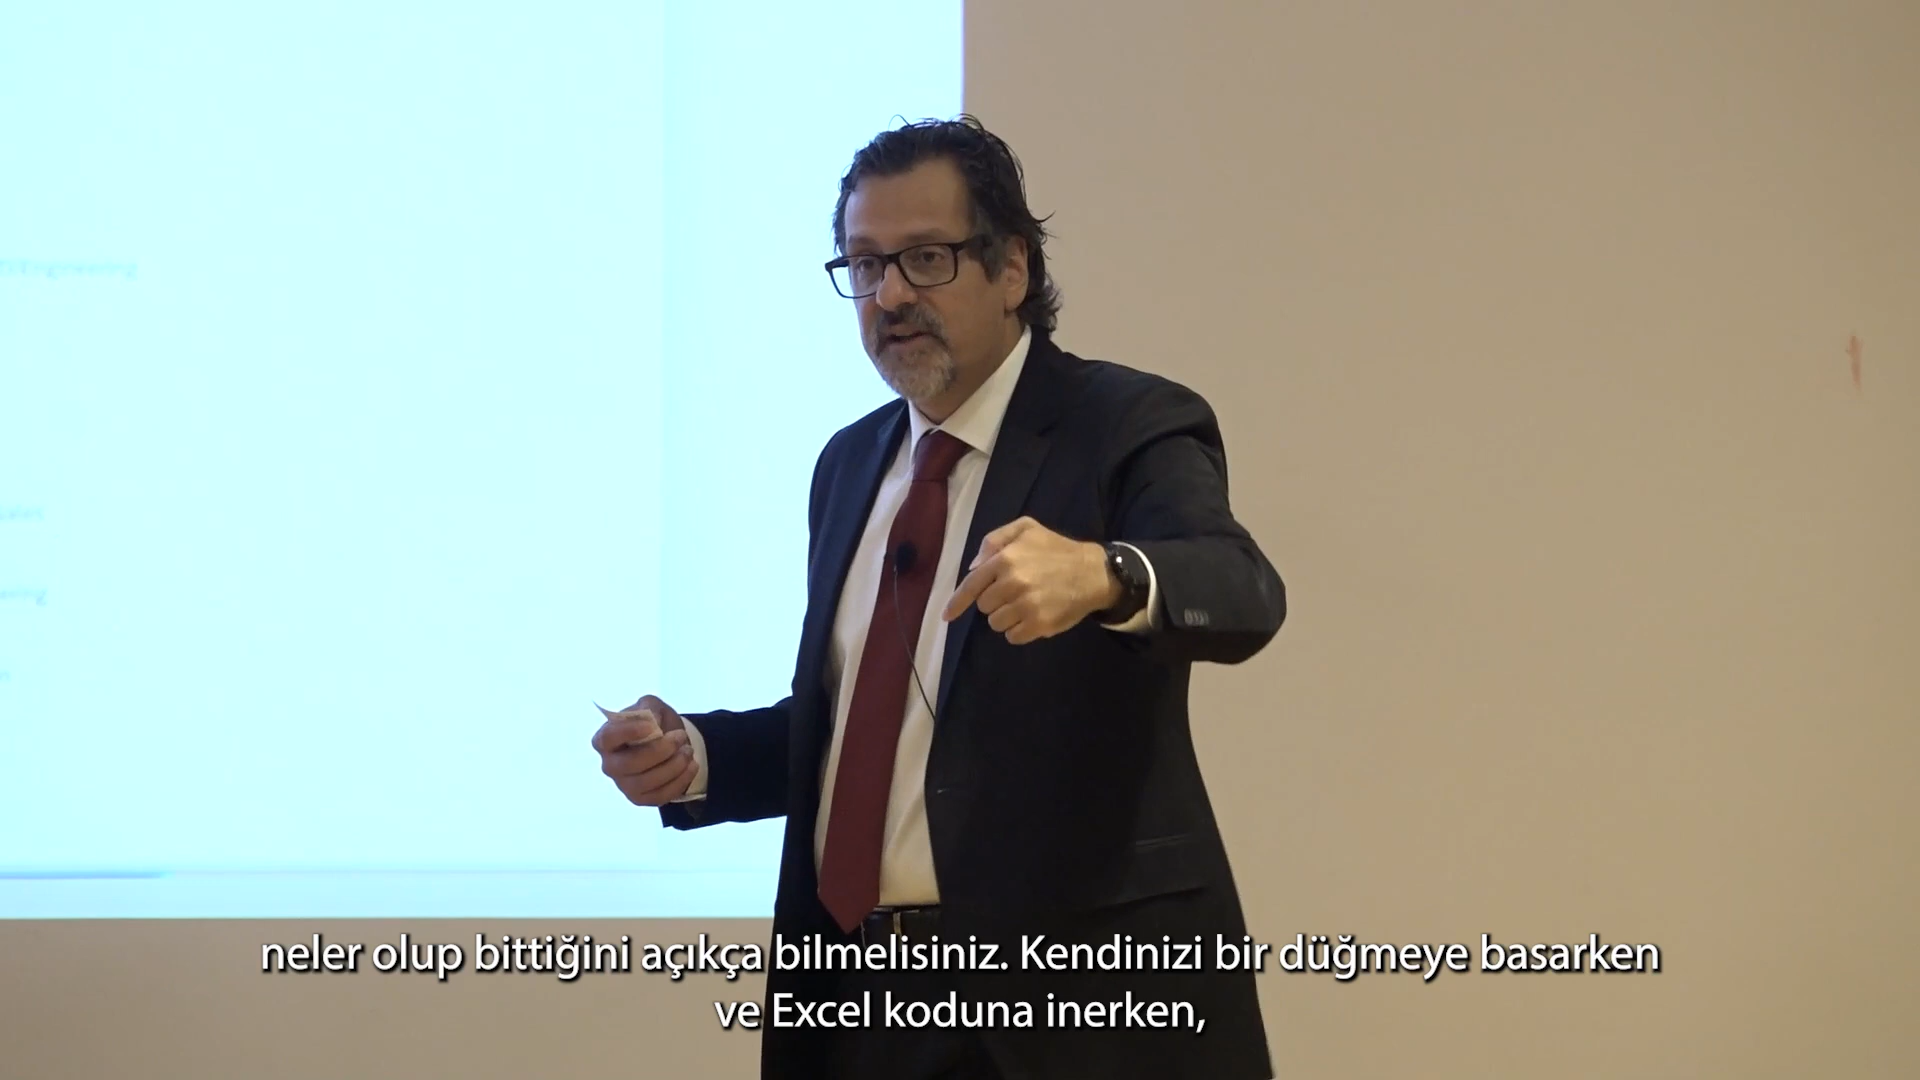 neler olup bittiğini açıkça bilmelisiniz. Kendinizi bir düğmeye basarken
ve Excel koduna inerken,